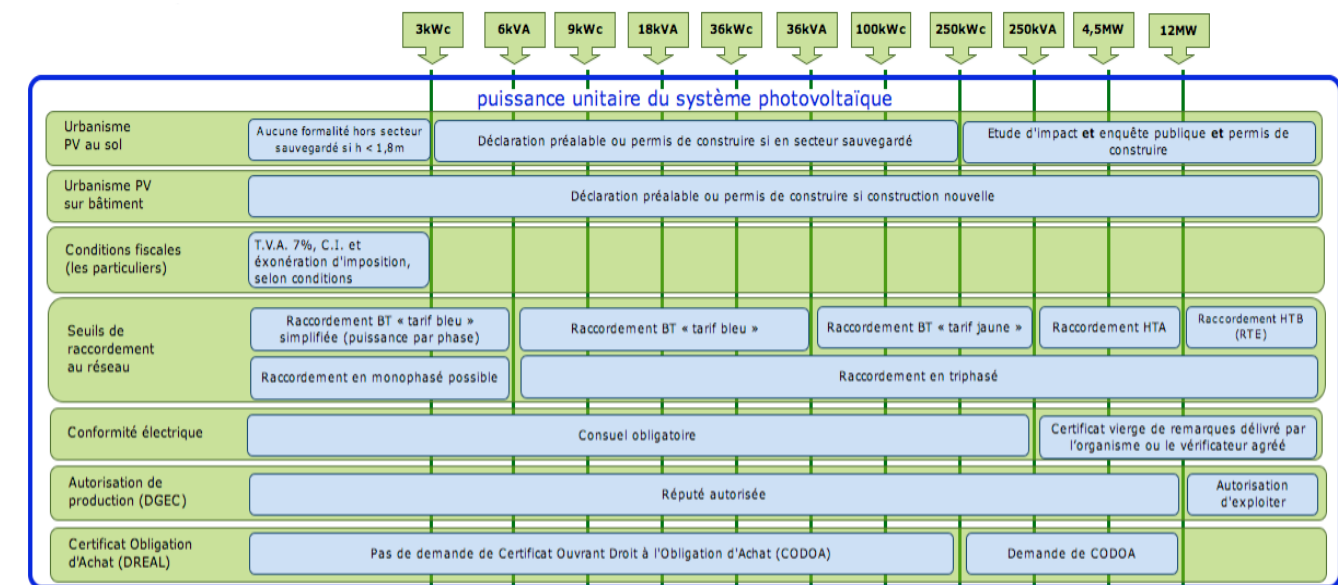 3kWc 6kVA 9kWc 18kVA 36kWc 36kVA 100kWc 250kWc 250kVA 4,5MW 12MW
puissance unitaire du système photovoltaïque
Urbanisme
PV au sol
Aucune formalité hors secteur
sauvegardé si h < 1,8m
Déclaration préalable ou permis de construire si en secteur sauvegardé
Etude d'impact et enquête publique et permis de
construire
Urbanisme PV
sur bâtiment
Déclaration préalable ou permis de construire si construction nouvelle
Conditions fiscales
(les particuliers)
T.V.A. 7%, C.I. et
éxonération d'imposition,
selon conditions
Seuils de
raccordement
au réseau
Raccordement BT « tarif bleu »
simplifiée (puissance par phase)
Raccordement BT « tarif bleu »
Raccordement BT « tarif jaune »
Raccordement HTA
Raccordement HTB
(RTE)
Raccordement en monophasé possible
Raccordement en triphasé
Conformité électrique
Consuel obligatoire
Certificat vierge de remarques délivré par
l'organisme ou le vérificateur agréé
Autorisation de
production (DGEC)
Réputé autorisée
Autorisation
d'exploiter
Certificat Obligation
d'Achat (DREAL)
Pas de demande de Certificat Ouvrant Droit à l'Obligation d'Achat (CODOA)
Demande de CODOA